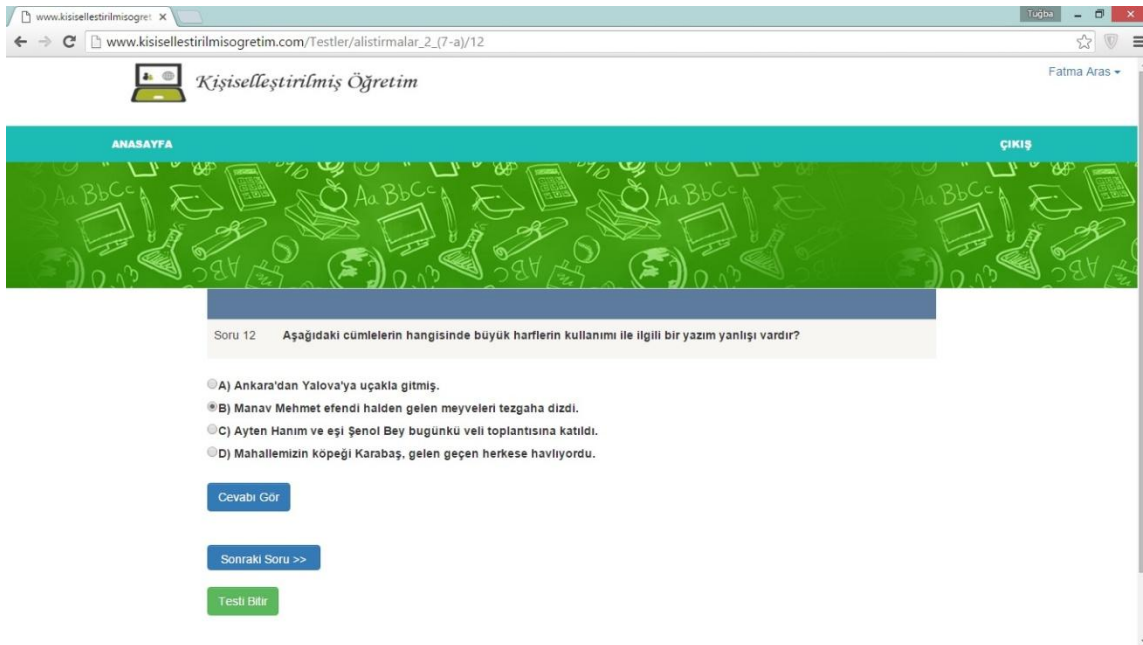 www.kisisellestirilmisogret
Tuğba
www.kisisellestirilmisogretim.com/Testler/alistirmalar_2_(7-a)/12
Kişiselleştirilmiş Öğretim
Fatma Aras
ANASAYFA ÇIKIŞ
Soru 12 Aşağıdaki cümlelerin hangisinde büyük harflerin kullanımı ile ilgili bir yazım yanlışı vardır?
A) Ankara'dan Yalova'ya uçakla gitmiş.
B) Manav Mehmet efendi halden gelen meyveleri tezgaha dizdi.
C) Ayten Hanım ve eşi Şenol Bey bugünkü veli toplantısına katıldı.
D) Mahallemizin köpeği Karabaş, gelen geçen herkese havlıyordu.
Cevabı Gör
Sonraki Soru >>
Testi Bitir